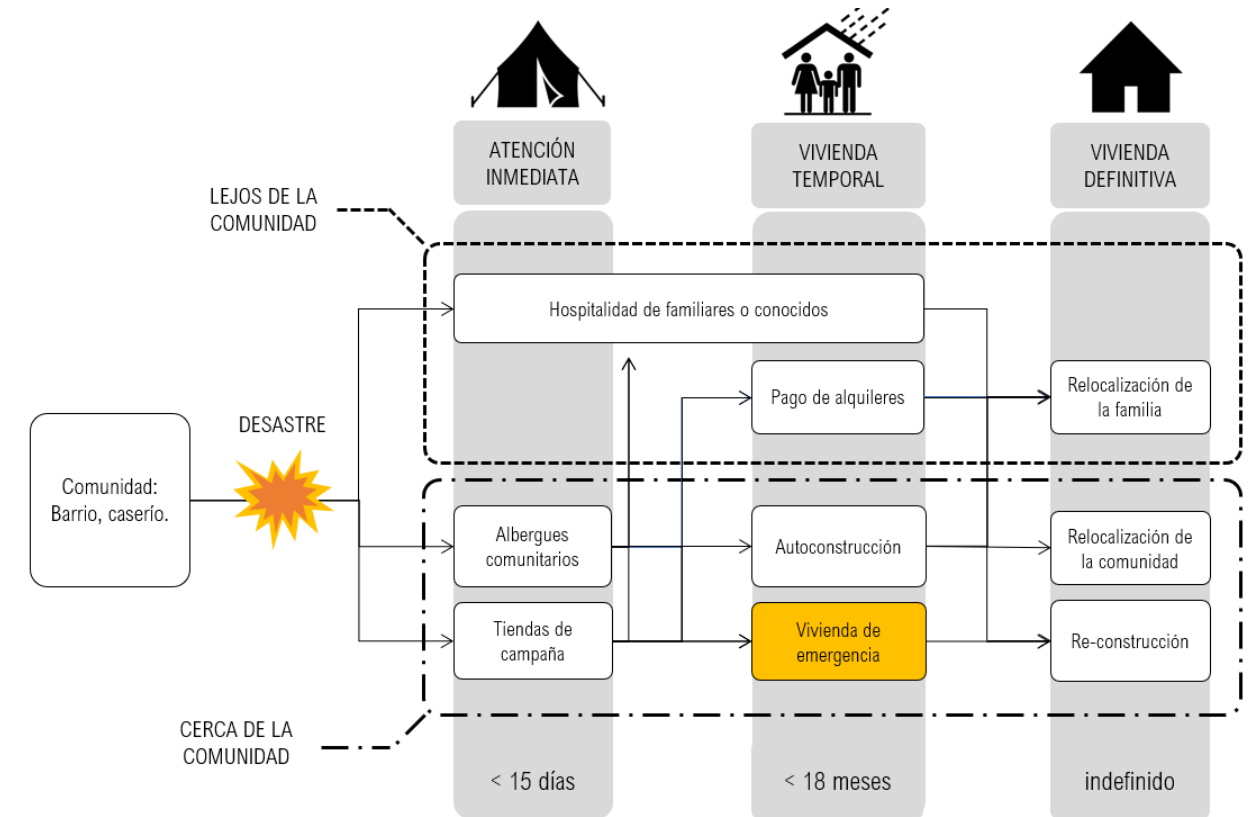 ATENCIÓN
INMEDIATA
VIVIENDA
TEMPORAL
VIVIENDA
DEFINITIVA
LEJOS DE LA
COMUNIDAD
Hospitalidad de familiares o conocidos
Pago de alquileres
Relocalización de
la familia
DESASTRE
Comunidad:
Barrio, caserío.
Albergues
comunitarios
Autoconstrucción
Relocalización de
la comunidad
Tiendas de
campaña
Vivienda de
emergencia
Re-construcción
CERCA DE LA
COMUNIDAD
< 15 días
< 18 meses
indefinido